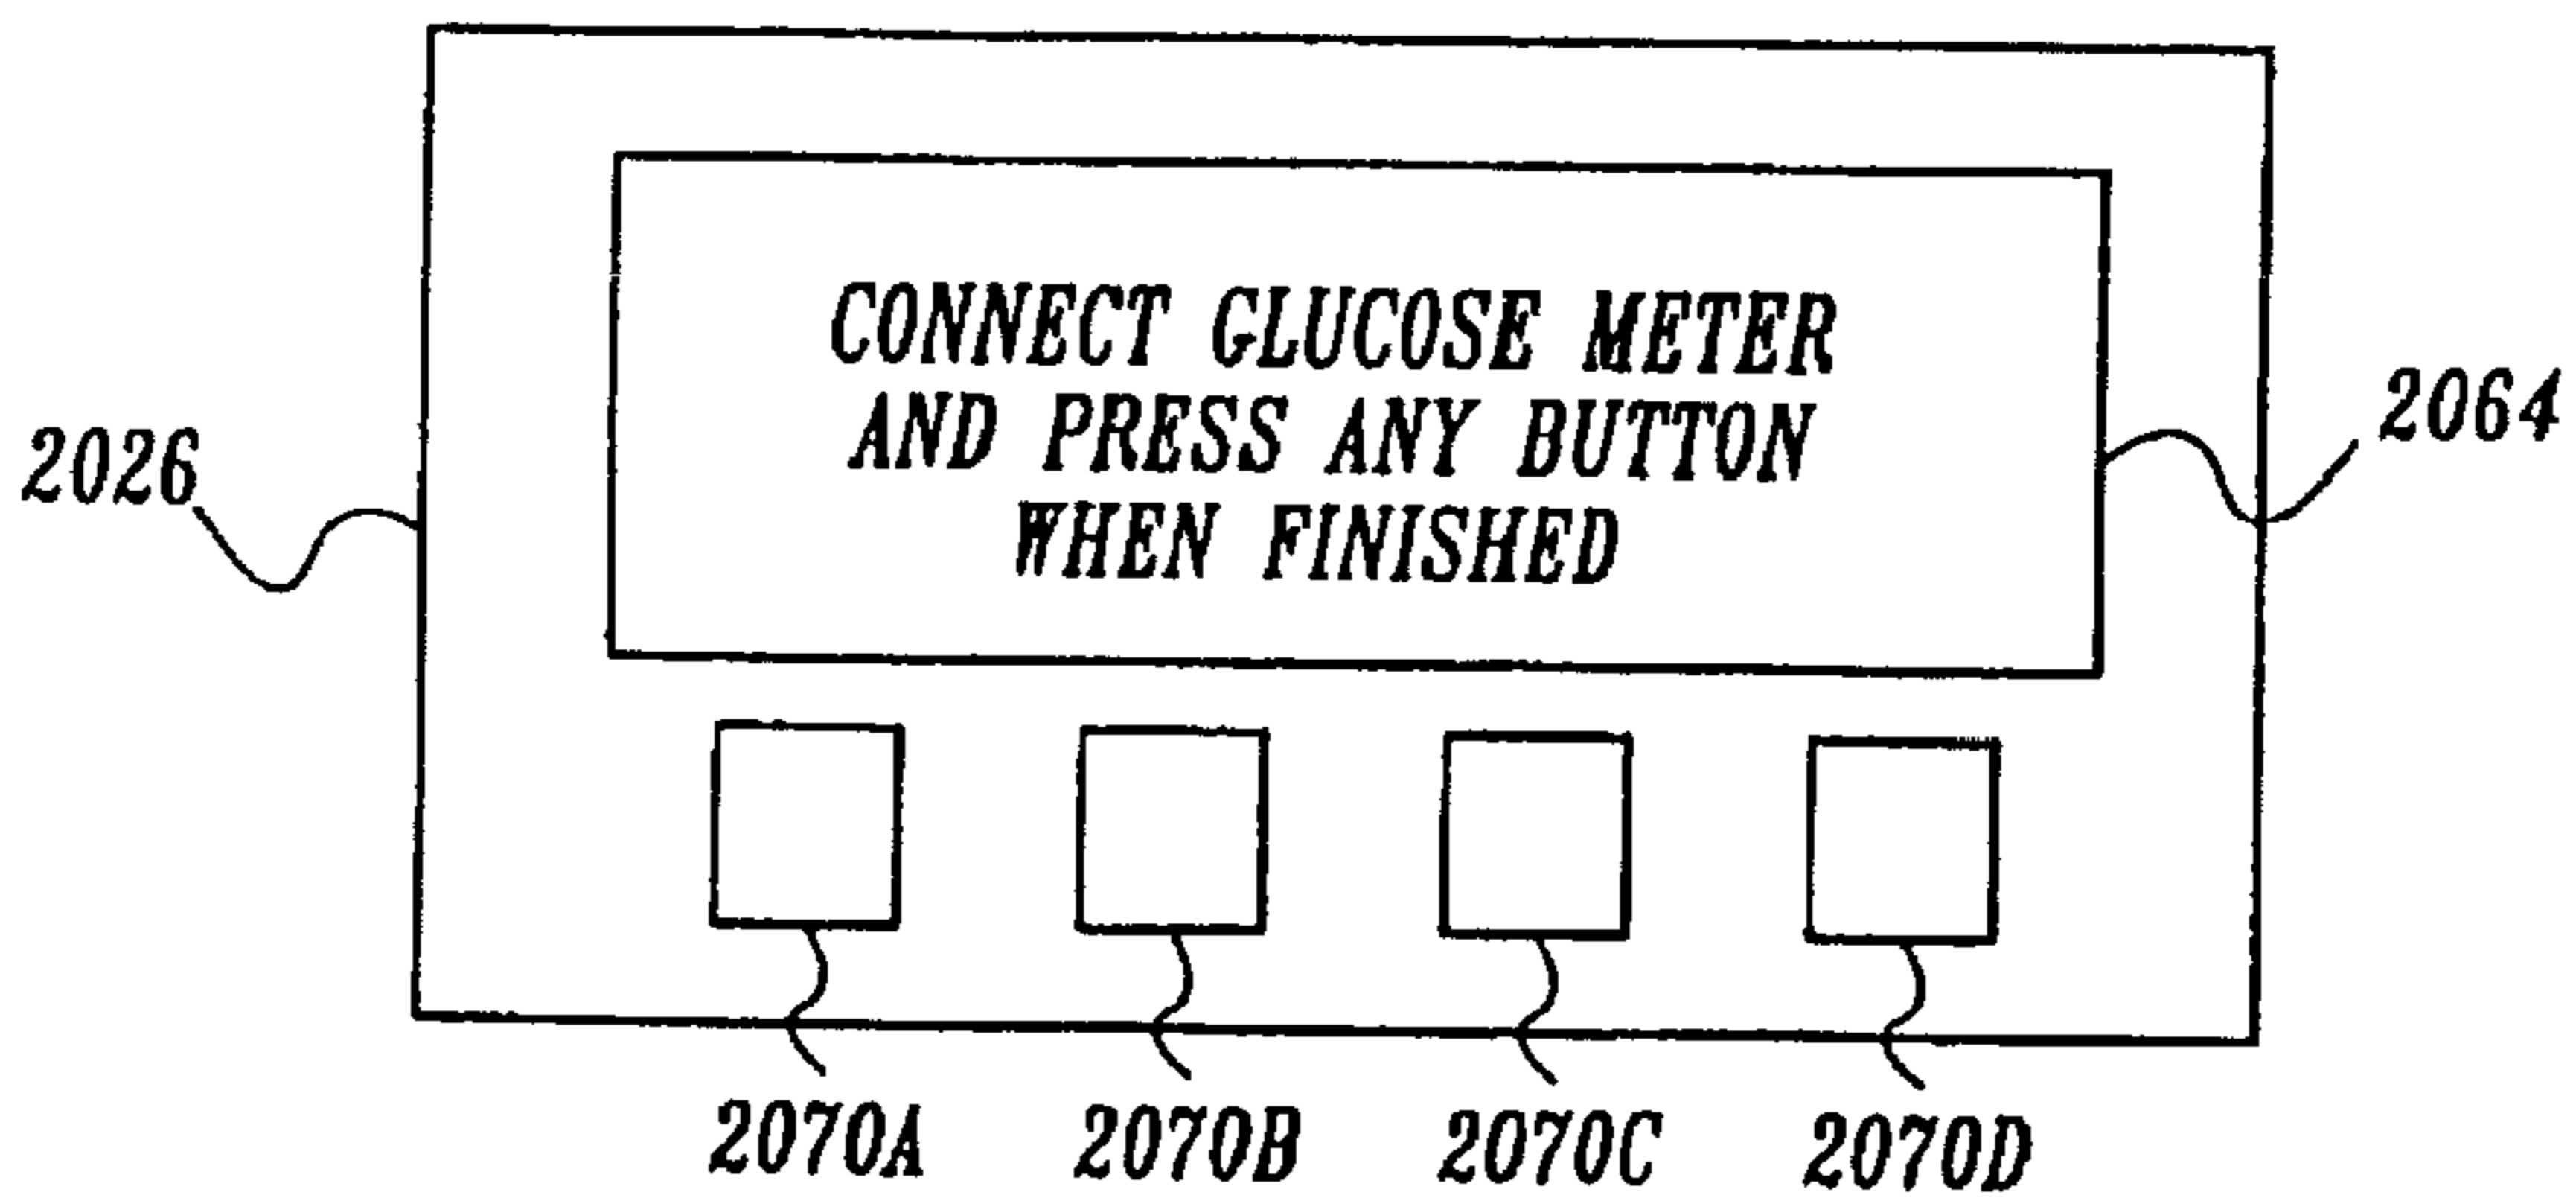 CONNECT GLUCOSE METER
AND PRESS ANY BUTTON
WHEN FINISHED
2026
2064
2070A
2070B
2070C
2070D